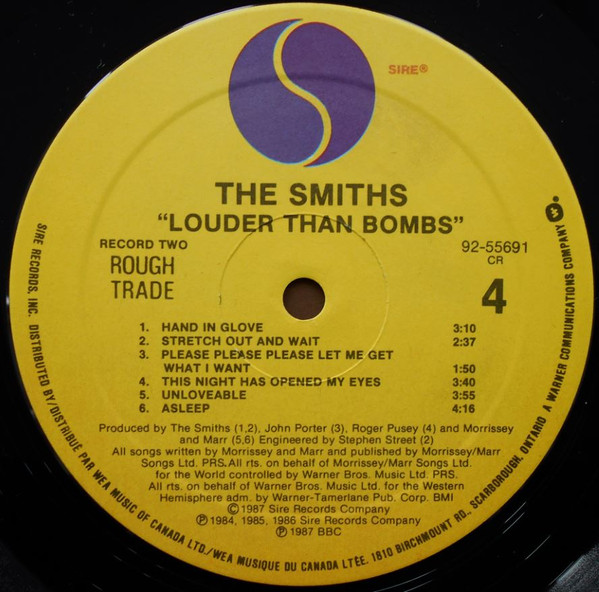 SIRE®
THE SMITHS
"LOUDER THAN BOMBS"
RECORD TWO
ROUGH
TRADE
92-55691
CR
4
1. HAND IN GLOVE 3:10
2. STRETCH OUT AND WAIT 2:37
3. PLEASE PLEASE PLEASE LET ME GET
WHAT I WANT 1:50
4. THIS NIGHT HAS OPENED MY EYES 3:40
5. UNLOVEABLE 3:55
6. ASLEEP 4:16
Produced by The Smiths (1,2), John Porter (3), Roger Pusey (4) and Morrissey
and Marr (5,6) Engineered by Stephen Street (2)
All songs written by Morrissey and Marr and published by Morrissey/Marr
Songs Ltd. PRS. All rts. on behalf of Morrissey/Marr Songs Ltd.
for the World controlled by Warner Bros. Music Ltd. PRS.
All rts. on behalf of Warner Bros. Music Ltd. for the Western
Hemisphere adm. by Warner-Tamerlane Pub. Corp. BMI
©1987 Sire Records Company
℗ 1984, 1985, 1986 Sire Records Company
℗ 1987 BBC
SIRE RECORDS, INC. DISTRIBUTED BY/DISTRIBUÉ PAR WEA MUSIC OF CANADA LTD./WEA MUSIQUE DU CANADA LTÉE. 1810 BIRCHMOUNT RD., SCARBOROUGH, ONTARIO A WARNER COMMUNICATIONS COMPANY